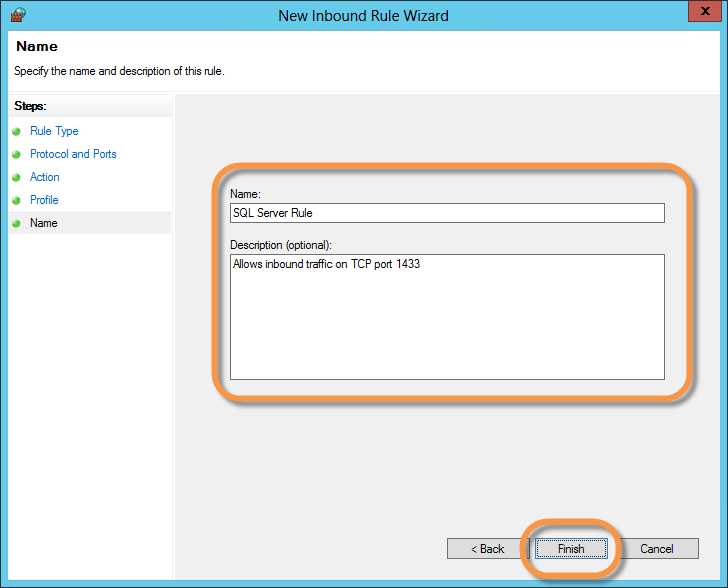 New Inbound Rule Wizard
x
Name
Specify the name and description of this rule.
Steps:
Rule Type
Protocol and Ports
Action
Profile
Name
Name:
SQL Server Rule
Description (optional):
Allows inbound traffic on TCP port 1433
< Back
Finish
Cancel